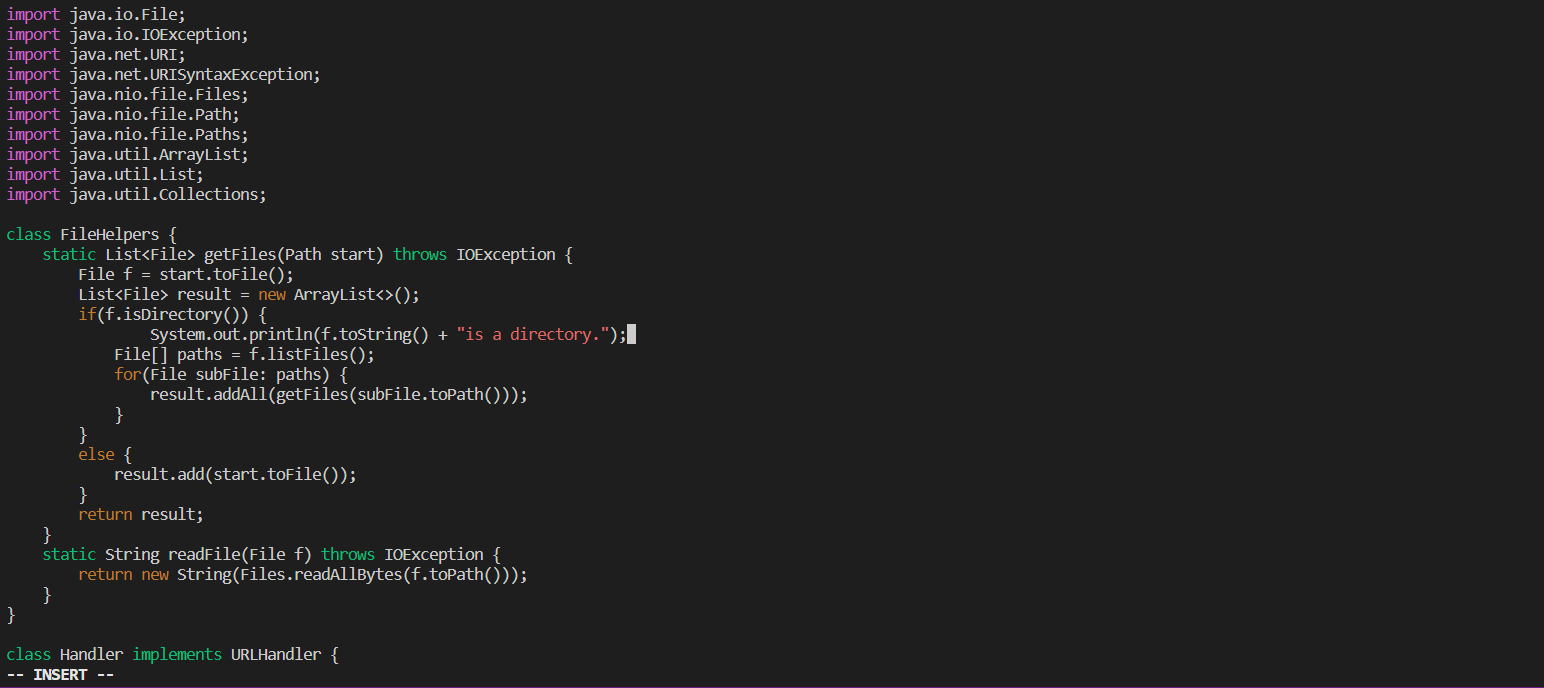 import java.io.File;
import java.io.IOException;
import java.net.URI;
import java.net.URISyntaxException;
import java.nio.file.Files;
import java.nio.file.Path;
import java.nio.file.Paths;
import java.util.ArrayList;
import java.util.List;
import java.util.Collections;

class FileHelpers {
    static List<File> getFiles(Path start) throws IOException {
        File f = start.toFile();
        List<File> result = new ArrayList<>();
        if(f.isDirectory()) {
                System.out.println(f.toString() + "is a directory.");
            File[] paths = f.listFiles();
            for(File subFile: paths) {
                result.addAll(getFiles(subFile.toPath()));
            }
        }
        else {
            result.add(start.toFile());
        }
        return result;
    }
    static String readFile(File f) throws IOException {
        return new String(Files.readAllBytes(f.toPath()));
    }
}

class Handler implements URLHandler {
-- INSERT --